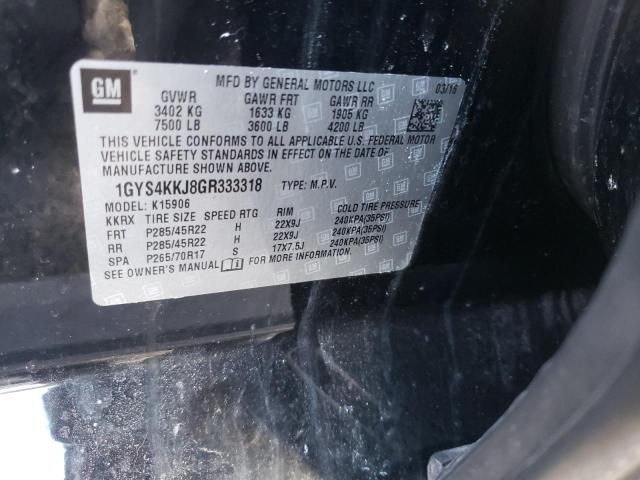 GM
MFD BY GENERAL MOTORS LLC
03/16
GVWR GAWR FRT GAWR RR
3402 KG 1633 KG 1905 KG
7500 LB 3600 LB 4200 LB
THIS VEHICLE CONFORMS TO ALL APPLICABLE U.S. FEDERAL MOTOR
VEHICLE SAFETY STANDARDS IN EFFECT ON THE DATE OF
MANUFACTURE SHOWN ABOVE.
1GYS4KKJ8GR333318 TYPE: M.P.V.
MODEL: K15906
KKRX TIRE SIZE SPEED RTG RIM COLD TIRE PRESSURE
FRT P285/45R22 H 22X9J 240KPA(35PSI)
RR P285/45R22 H 22X9J 240KPA(35PSI)
SPA P265/70R17 S 17X7.5J 240KPA(35PSI)
SEE OWNER'S MANUAL FOR MORE INFORMATION.